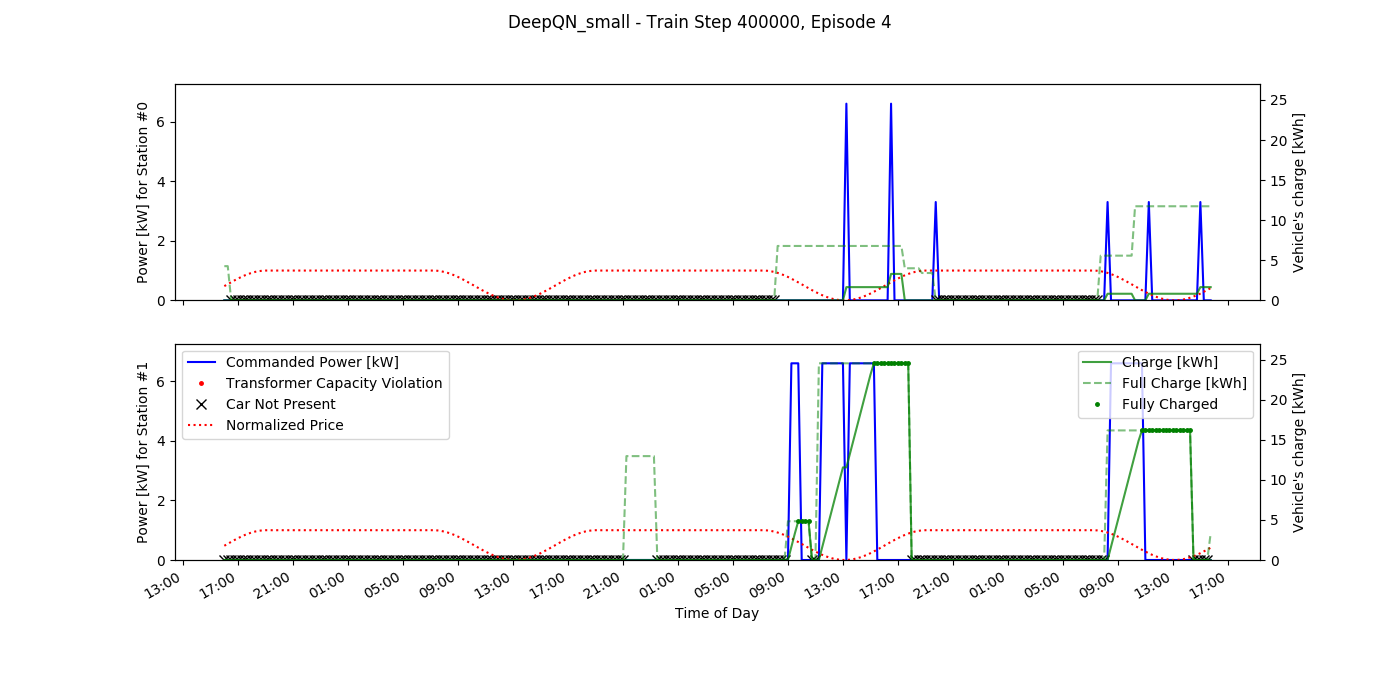 DeepQN_small - Train Step 400000, Episode 4
Power [kW] for Station #0
6
4
2
0
25
20
15
10
5
0
Vehicle's charge [kWh]
Power [kW] for Station #1
6
4
2
0
Commanded Power [kW]
Transformer Capacity Violation
Car Not Present
Normalized Price
Charge [kWh]
Full Charge [kWh]
Fully Charged
25
20
15
10
5
0
Vehicle's charge [kWh]
13:00 17:00 21:00 01:00 05:00 09:00 13:00 17:00 21:00 01:00 05:00 09:00 13:00 17:00 21:00 01:00 05:00 09:00 13:00 17:00
Time of Day